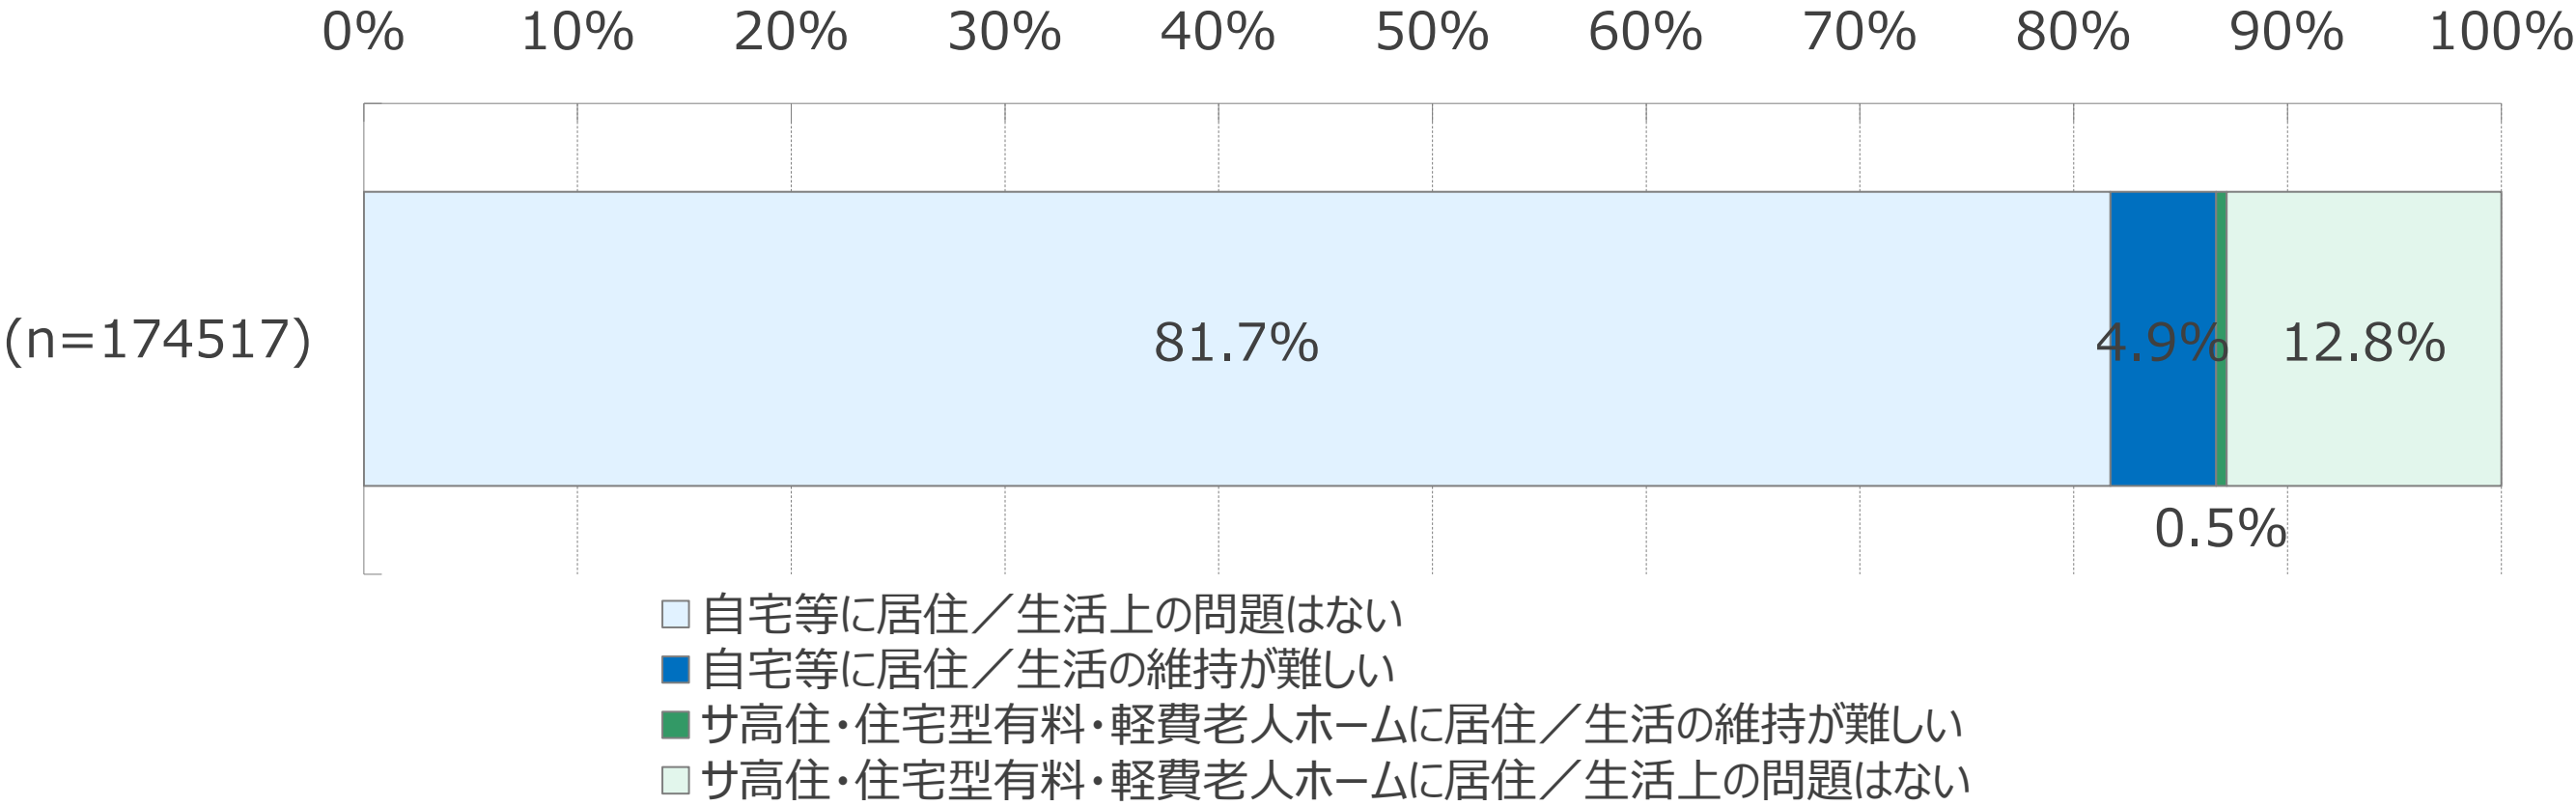 0% 10% 20% 30% 40% 50% 60% 70% 80% 90% 100%
(n=174517) 81.7% 4.9% 12.8%
0.5%
自宅等に居住／生活上の問題はない
自宅等に居住／生活の維持が難しい
サ高住・住宅型有料・軽費老人ホームに居住／生活の維持が難しい
サ高住・住宅型有料・軽費老人ホームに居住／生活上の問題はない